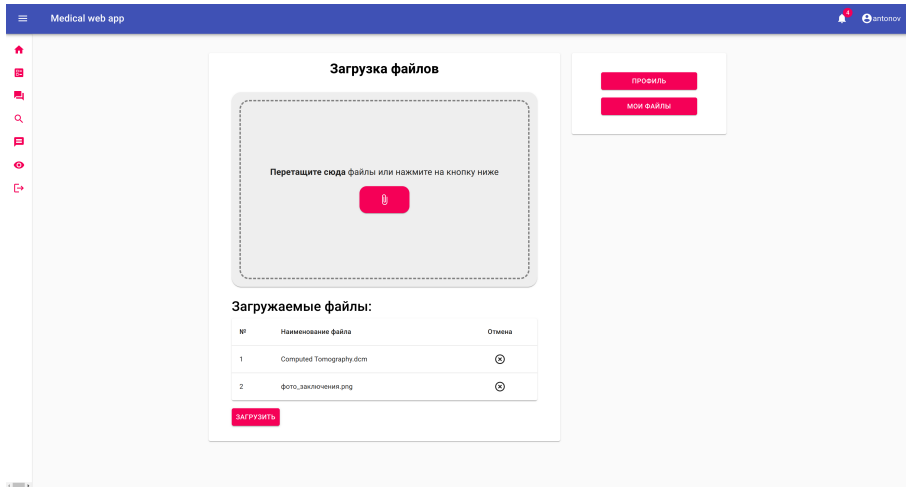 Medical web app
4
antonov
Загрузка файлов
ПРОФИЛЬ
МОИ ФАЙЛЫ
Перетащите сюда файлы или нажмите на кнопку ниже
Загружаемые файлы:
№ Наименование файла Отмена
1 Computed Tomography.dcm
2 фото_заключения.png
ЗАГРУЗИТЬ